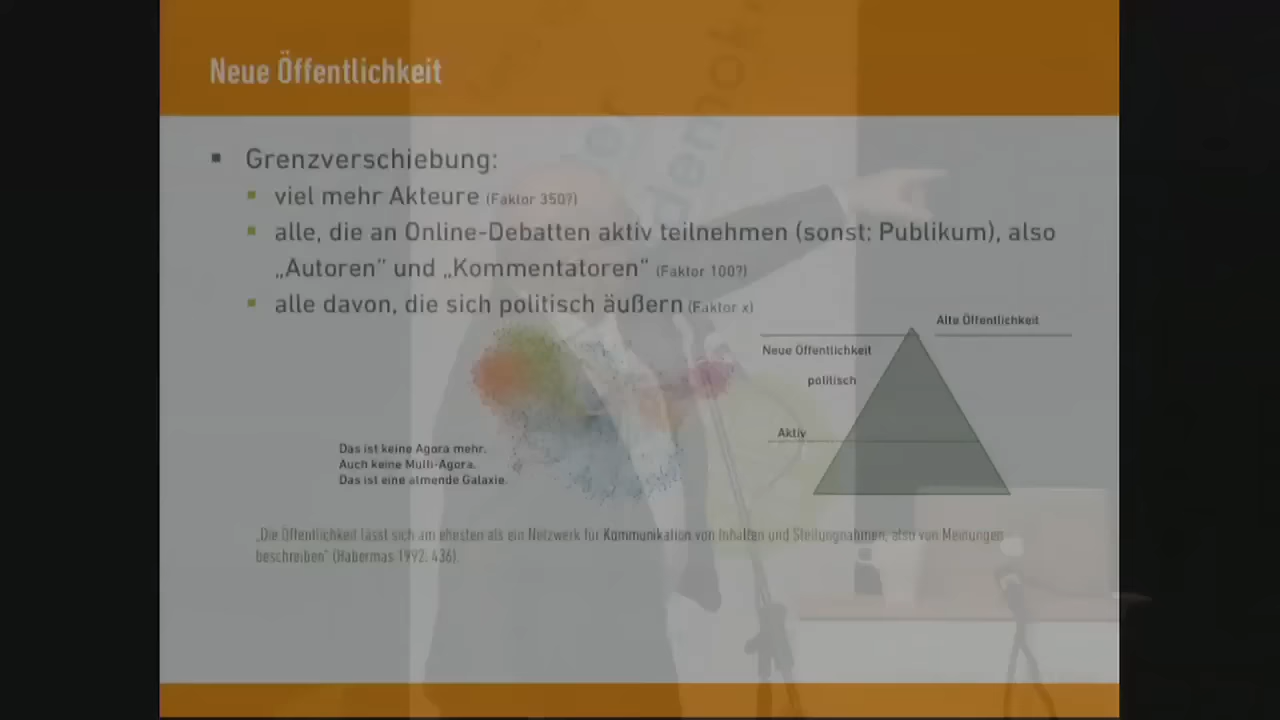 Neue Öffentlichkeit
Grenzverschiebung:
viel mehr Akteure (Faktor 350?)
alle, die an Online-Debatten aktiv teilnehmen (sonst: Publikum), also
„Autoren“ und „Kommentatoren“ (Faktor 100?)
alle davon, die sich politisch äußern (Faktor x)
Alte Öffentlichkeit
Neue Öffentlichkeit
politisch
Aktiv
Das ist keine Agora mehr.
Auch keine Multi-Agora.
Das ist eine atmende Galaxie.
„Die Öffentlichkeit lässt sich am ehesten als ein Netzwerk für Kommunikation von Inhalten und Stellungnahmen, also von Meinungen
beschreiben“ (Habermas 1992, 436).